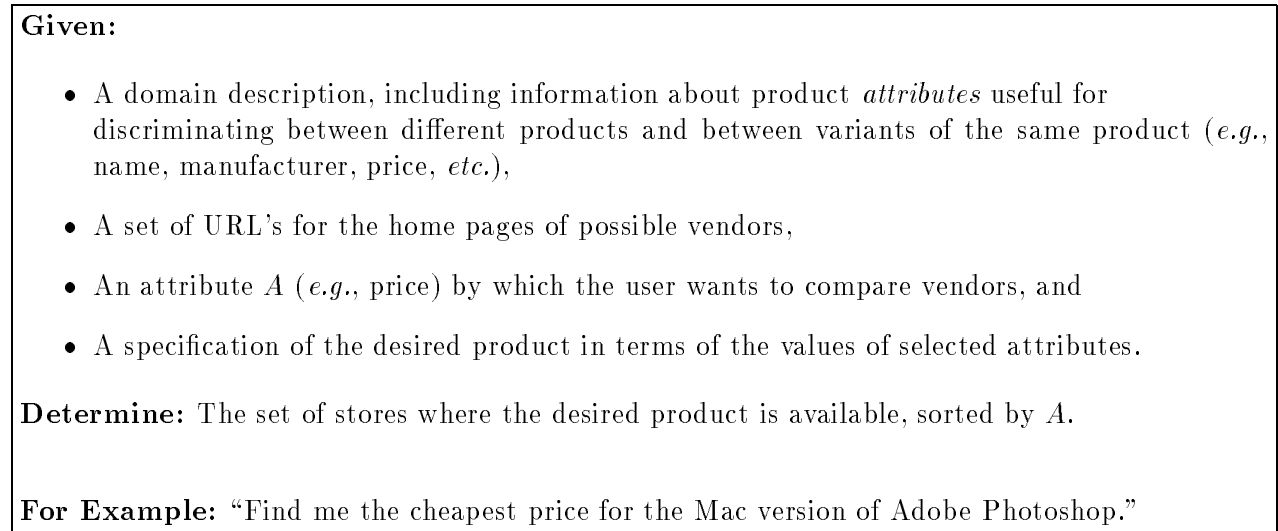 Given:
• A domain description, including information about product attributes useful for
discriminating between different products and between variants of the same product (e.g.,
name, manufacturer, price, etc.),
• A set of URL's for the home pages of possible vendors,
• An attribute A (e.g., price) by which the user wants to compare vendors, and
• A specification of the desired product in terms of the values of selected attributes.
Determine: The set of stores where the desired product is available, sorted by A.
For Example: “Find me the cheapest price for the Mac version of Adobe Photoshop.”